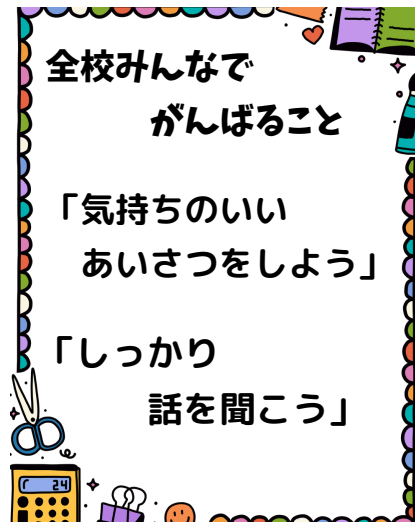 全校みんなで
がんばること
「気持ちのいい
あいさつをしよう」
「しっかり
話を聞こう」
24